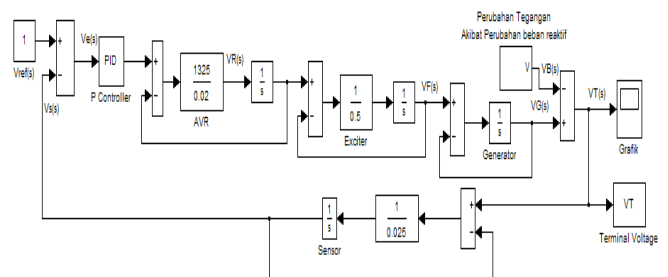 Perubahan Tegangan
Akibat Perubahan beban reaktif
1
Vref(s)
Ve(s)
Vs(s)
PID
P Controller
1325
0.02
AVR
VR(s)
1
s
1
0.5
Exciter
1
s
VF(s)
1
s
Generator
VG(s)
V
VB(s)
VT(s)
Grafik
VT
Terminal Voltage
1
0.025
1
s
Sensor